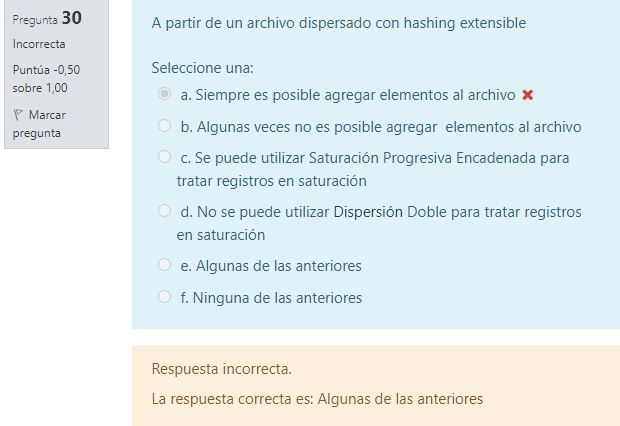 Pregunta 30
Incorrecta
Puntúa -0,50
sobre 1,00
Marcar
pregunta
A partir de un archivo dispersado con hashing extensible
Seleccione una:
a. Siempre es posible agregar elementos al archivo
b. Algunas veces no es posible agregar elementos al archivo
c. Se puede utilizar Saturación Progresiva Encadenada para
tratar registros en saturación
d. No se puede utilizar Dispersión Doble para tratar registros
en saturación
e. Algunas de las anteriores
f. Ninguna de las anteriores
Respuesta incorrecta.
La respuesta correcta es: Algunas de las anteriores